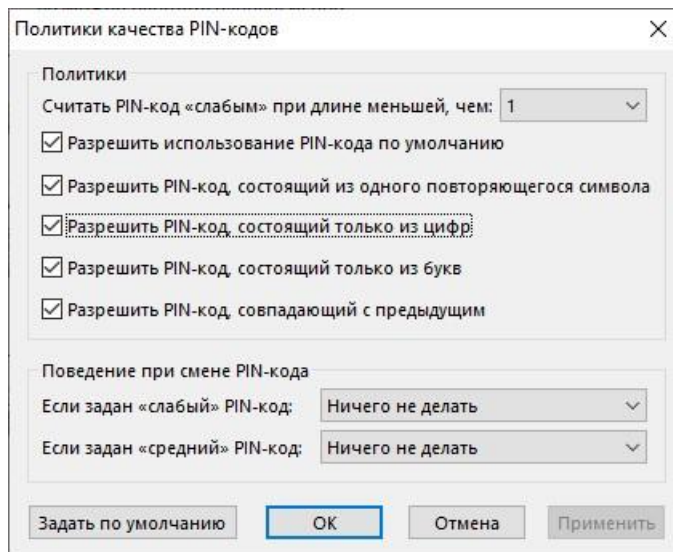 Политики качества PIN-кодов
Политики
Считать PIN-код «слабым» при длине меньшей, чем: 1
Разрешить использование PIN-кода по умолчанию
Разрешить PIN-код, состоящий из одного повторяющегося символа
Разрешить PIN-код, состоящий только из цифр
Разрешить PIN-код, состоящий только из букв
Разрешить PIN-код, совпадающий с предыдущим
Поведение при смене PIN-кода
Если задан «слабый» PIN-код: Ничего не делать
Если задан «средний» PIN-код: Ничего не делать
Задать по умолчанию ОК Отмена Применить